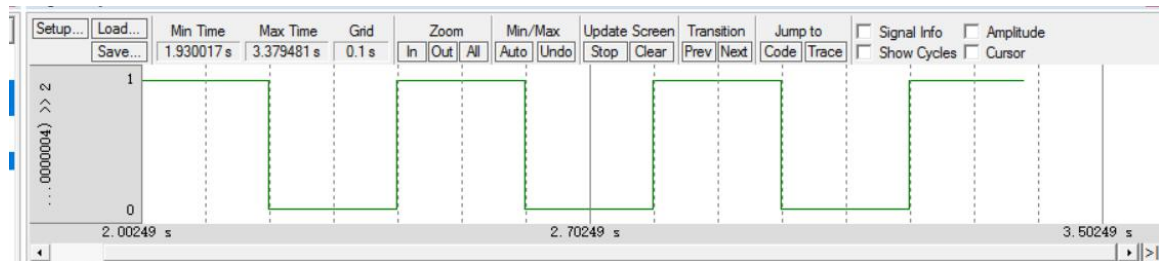 Setup... Load... Min Time Max Time Grid Zoom Min/Max Update Screen Transition Jump to Signal Info Amplitude
Save... 1.930017 s 3.379481 s 0.1 s In Out All Auto Undo Stop Clear Prev Next Code Trace Show Cycles Cursor
1
...0000004) >> 2
0
2.00249 s 2.70249 s 3.50249 s